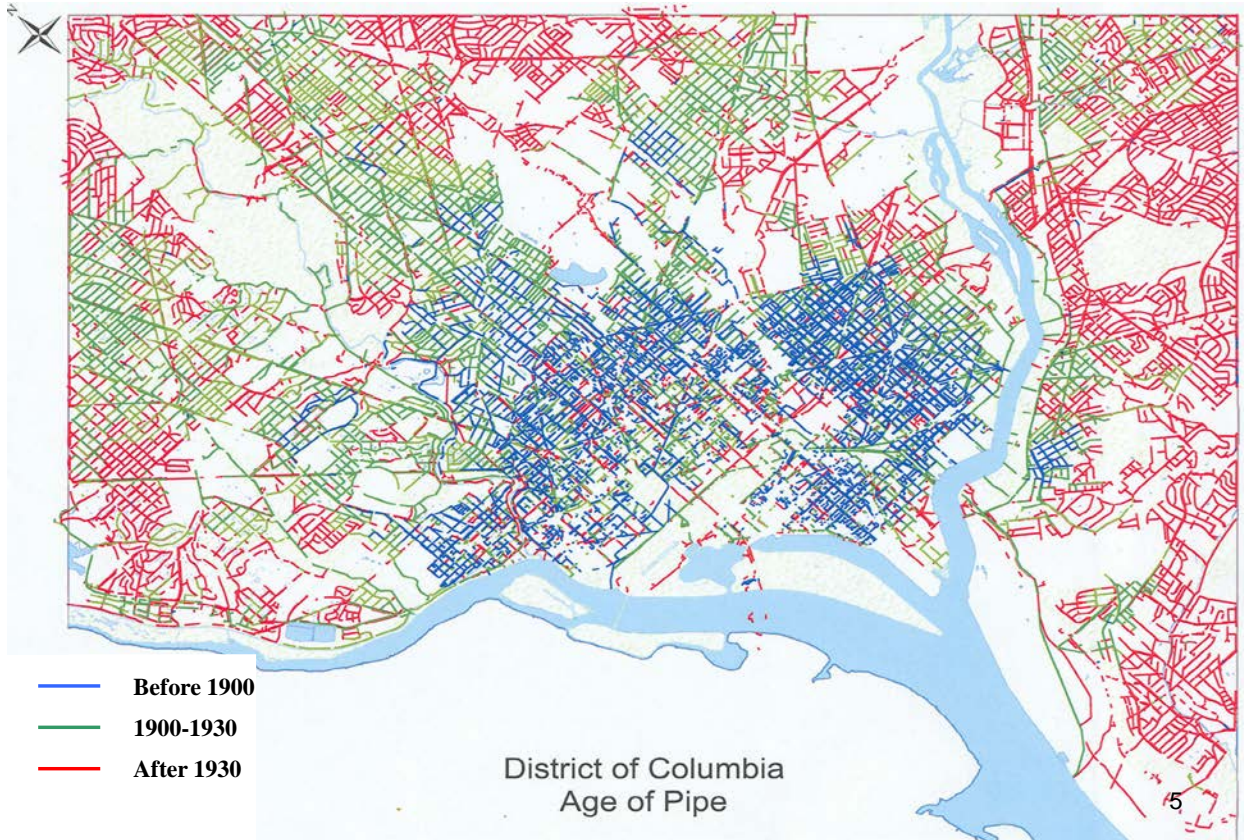 N
Before 1900
1900-1930
After 1930
District of Columbia
Age of Pipe
5